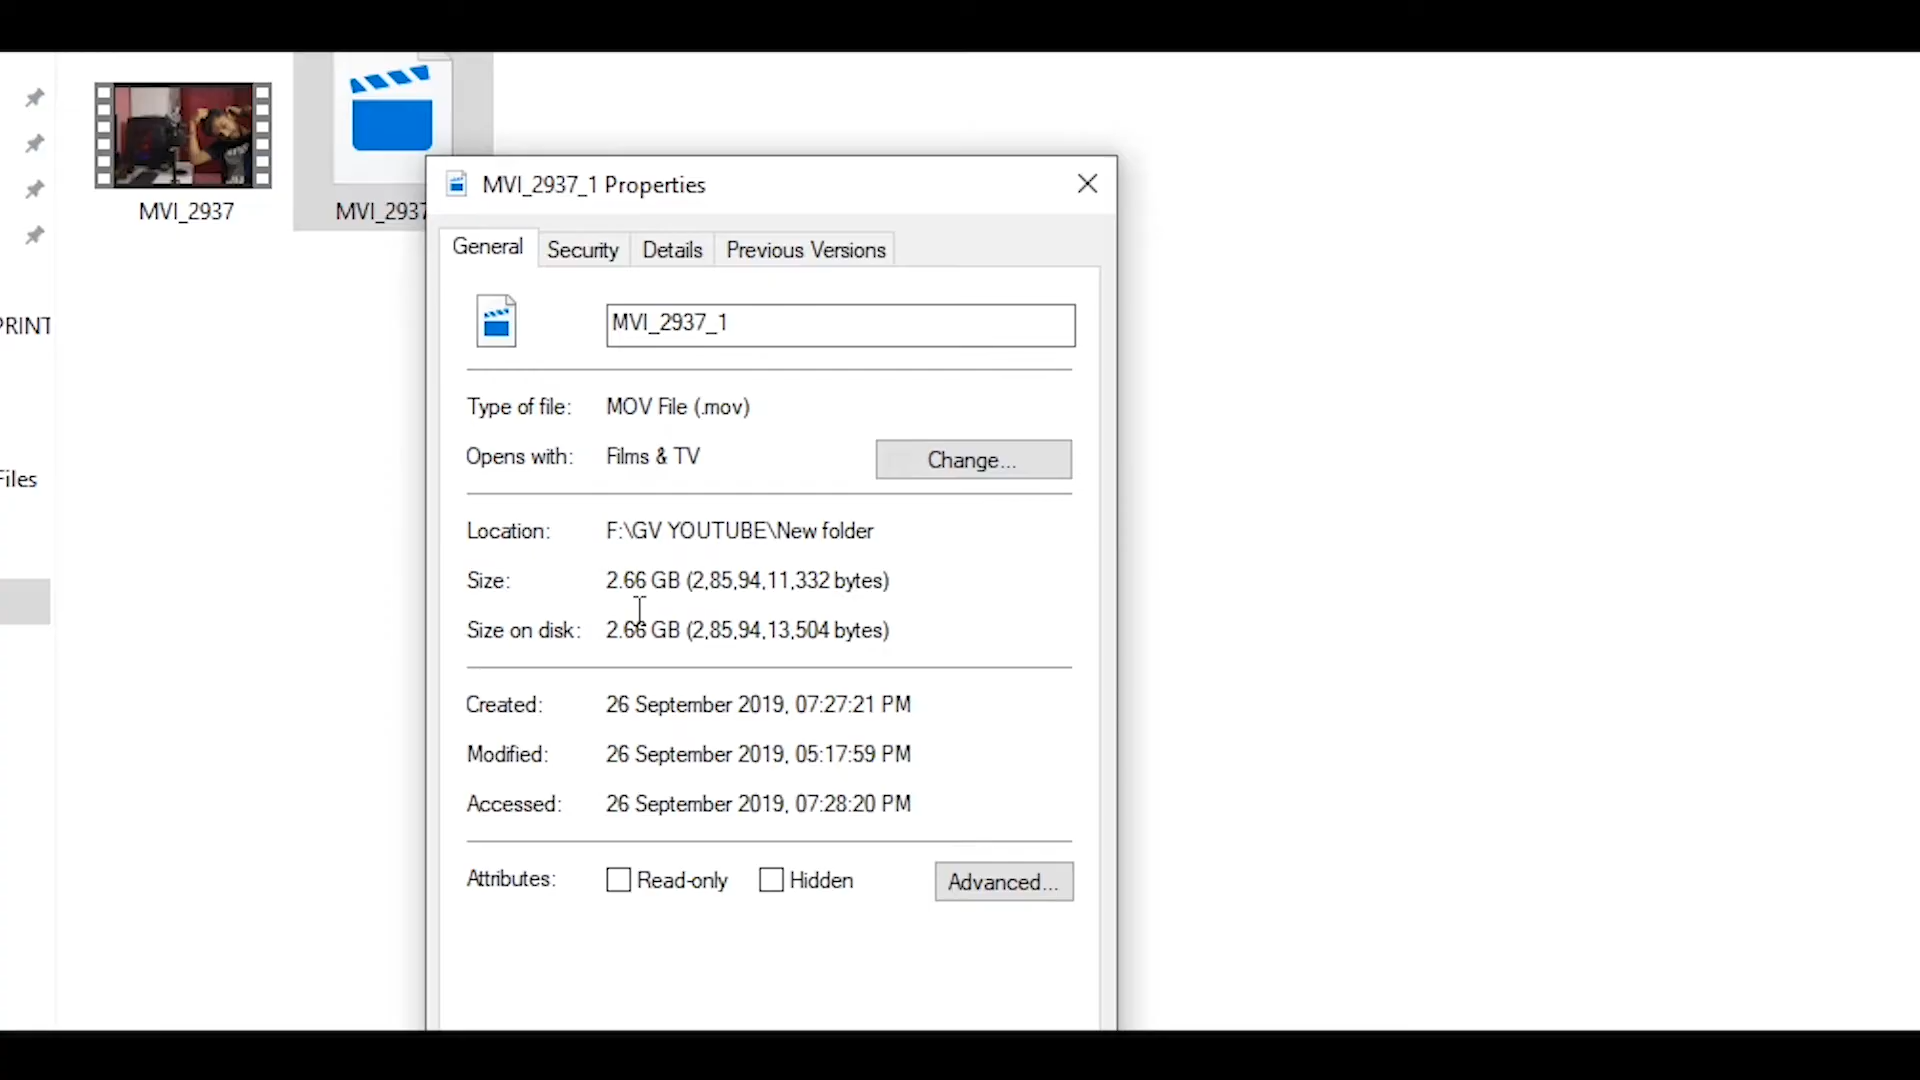 MVI_2937
MVI_2937
MVI_2937_1 Properties
General
Security
Details
Previous Versions
MVI_2937_1
Type of file: MOV File (.mov)
Opens with: Films & TV
Change...
Location: F:\GV YOUTUBE\New folder
Size: 2.66 GB (2,85,94,11,332 bytes)
Size on disk: 2.66 GB (2,85,94,13,504 bytes)
Created: 26 September 2019, 07:27:21 PM
Modified: 26 September 2019, 05:17:59 PM
Accessed: 26 September 2019, 07:28:20 PM
Attributes: Read-only Hidden Advanced...
PRINT
Files